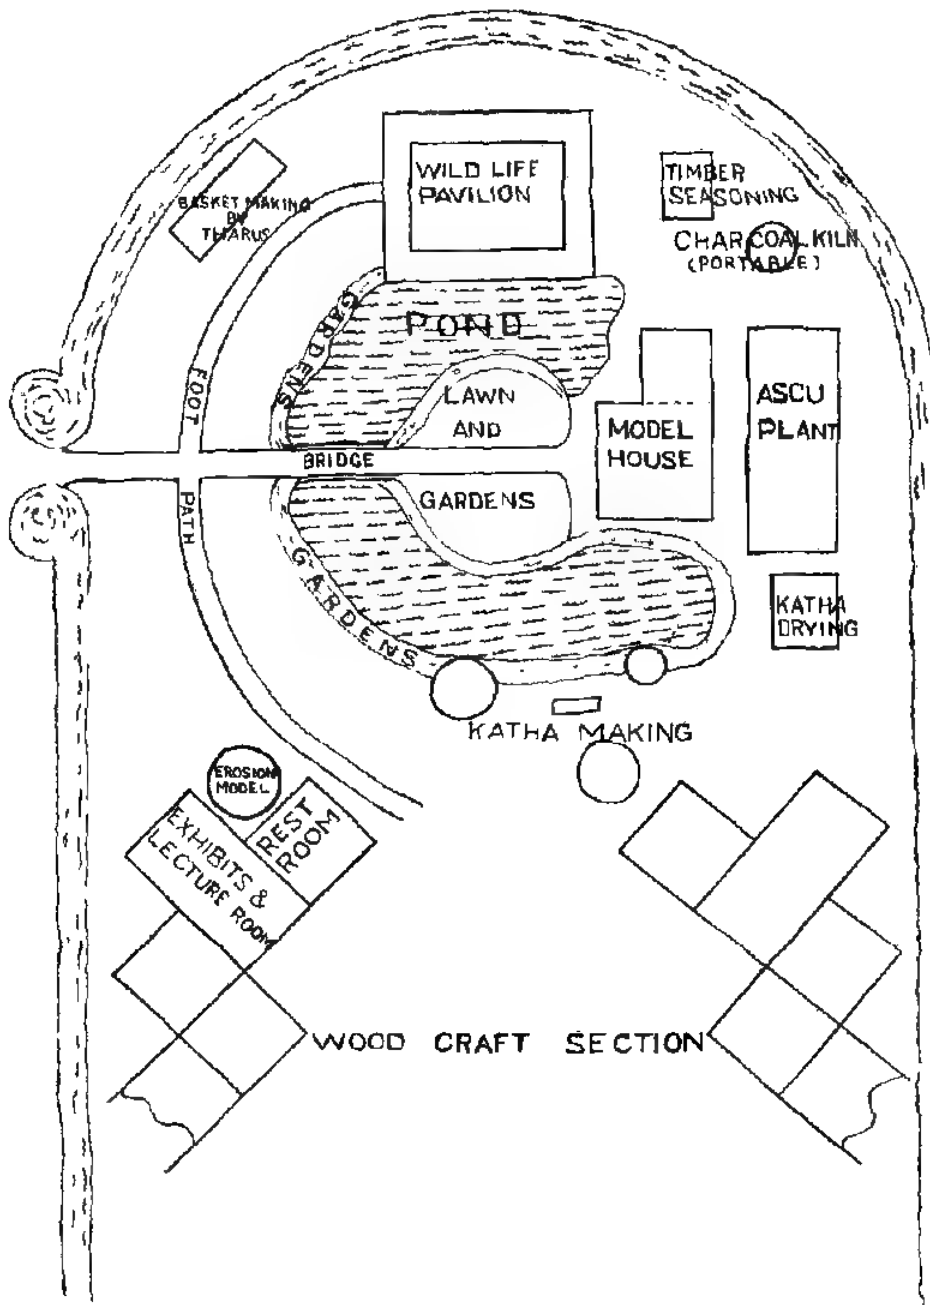 WILD LIFE
PAVILION
TIMBER
SEASONING
BASKET MAKING
BY
THARUS
CHARCOAL KILN
(PORTABLE)
GARDENS
POND
FOOT
LAWN
AND
GARDENS
MODEL
HOUSE
ASCU
PLANT
BRIDGE
PATH
GARDENS
KATHA
DRYING
KATHA MAKING
EROSION
MODEL
REST
ROOM
EXHIBITS &
LECTURE ROOM
WOOD CRAFT SECTION